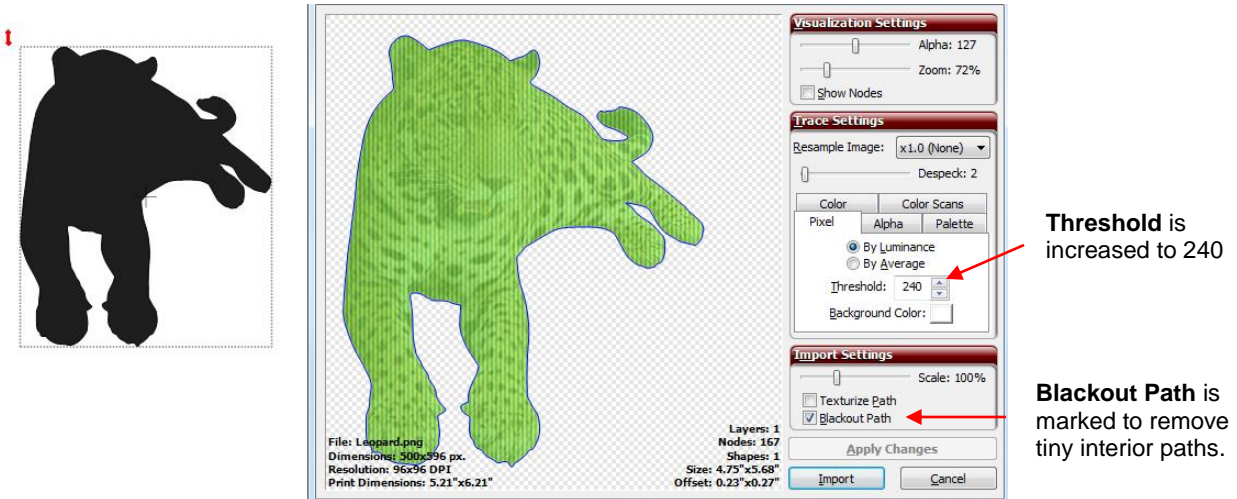 Visualization Settings
Alpha: 127
Zoom: 72%
Show Nodes
Trace Settings
Resample Image: x1.0 (None)
Despeck: 2
Color Color Scans
Pixel Alpha Palette
By Luminance
By Average
Threshold: 240
Background Color:
Import Settings
Scale: 100%
Texturize Path
Blackout Path
Apply Changes
Import Cancel
File: Leopard.png
Dimensions: 500x596 px.
Resolution: 96x96 DPI
Print Dimensions: 5.21"x6.21"
Layers: 1
Nodes: 167
Shapes: 1
Size: 4.75"x5.68"
Offset: 0.23"x0.27"
Threshold is
increased to 240
Blackout Path is
marked to remove
tiny interior paths.